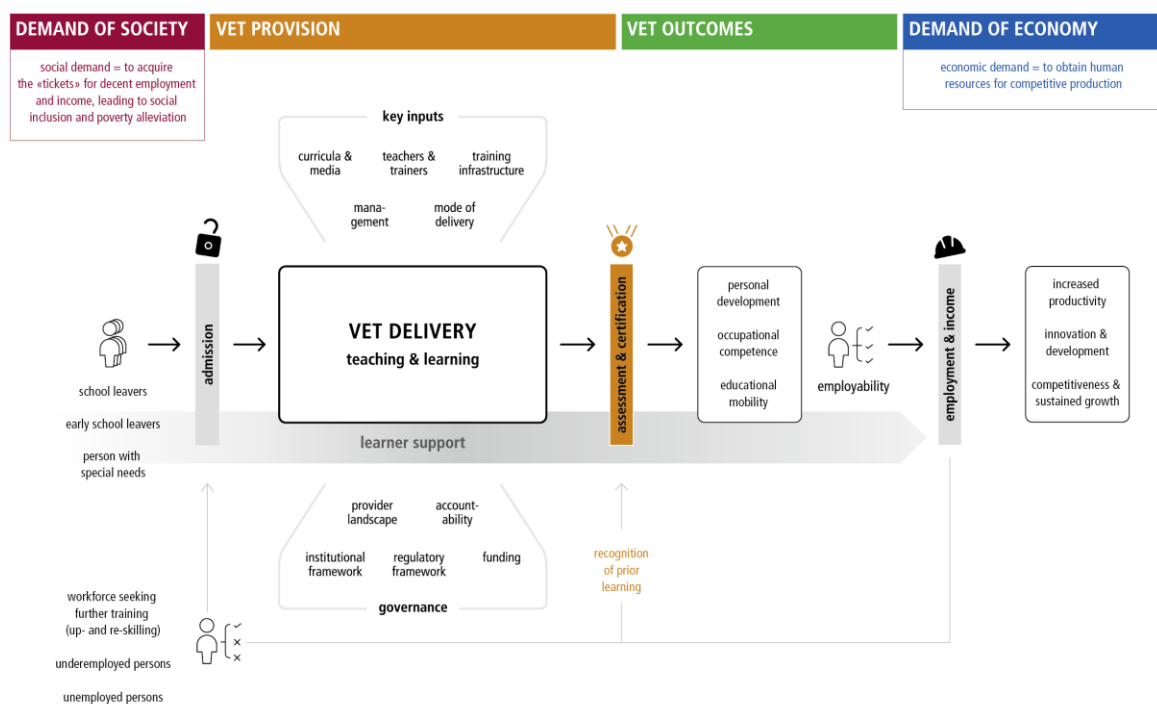 DEMAND OF SOCIETY
VET PROVISION
VET OUTCOMES
DEMAND OF ECONOMY
social demand = to acquire
the «tickets» for decent employment
and income, leading to social
inclusion and poverty alleviation
economic demand = to obtain human
resources for competitive production
key inputs
curricula &
media
teachers &
trainers
training
infrastructure
mana-
gement
mode of
delivery
school leavers
early school leavers
person with
special needs
admission
VET DELIVERY
teaching & learning
learner support
assessment & certification
personal
development
occupational
competence
educational
mobility
employability
employment & income
increased
productivity
innovation &
development
competitiveness &
sustained growth
provider
landscape
account-
ability
institutional
framework
regulatory
framework
funding
governance
recognition
of prior
learning
workforce seeking
further training
(up- and re-skilling)
underemployed persons
unemployed persons